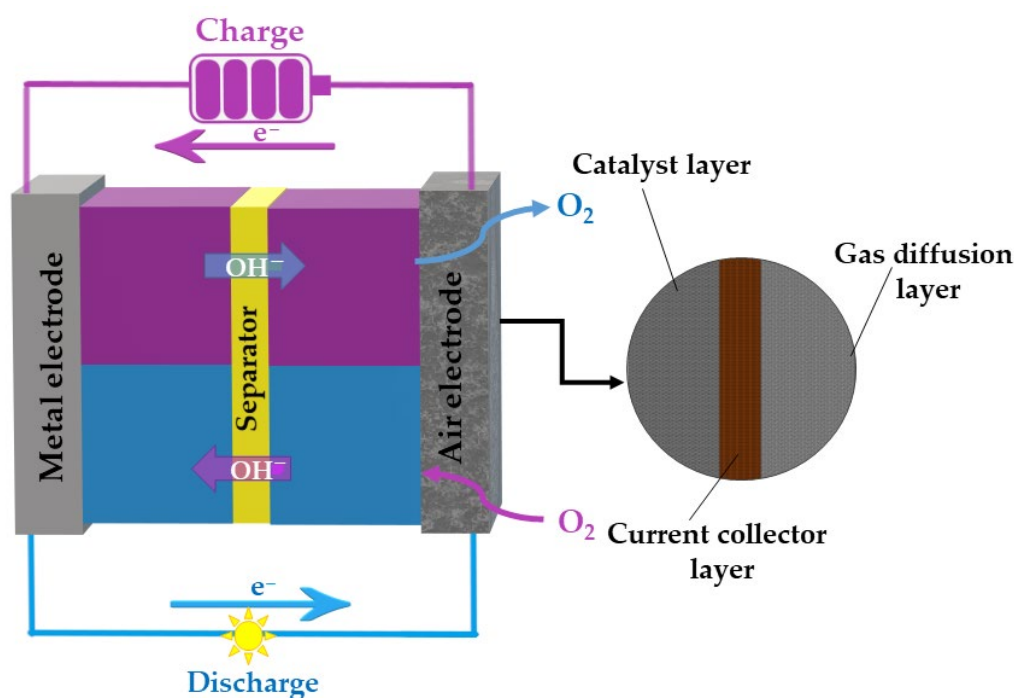 Charge
e⁻
Catalyst layer
O₂
Gas diffusion
layer
OH⁻
Metal electrode
Separator
Air electrode
OH⁻
O₂
Current collector
layer
e⁻
Discharge